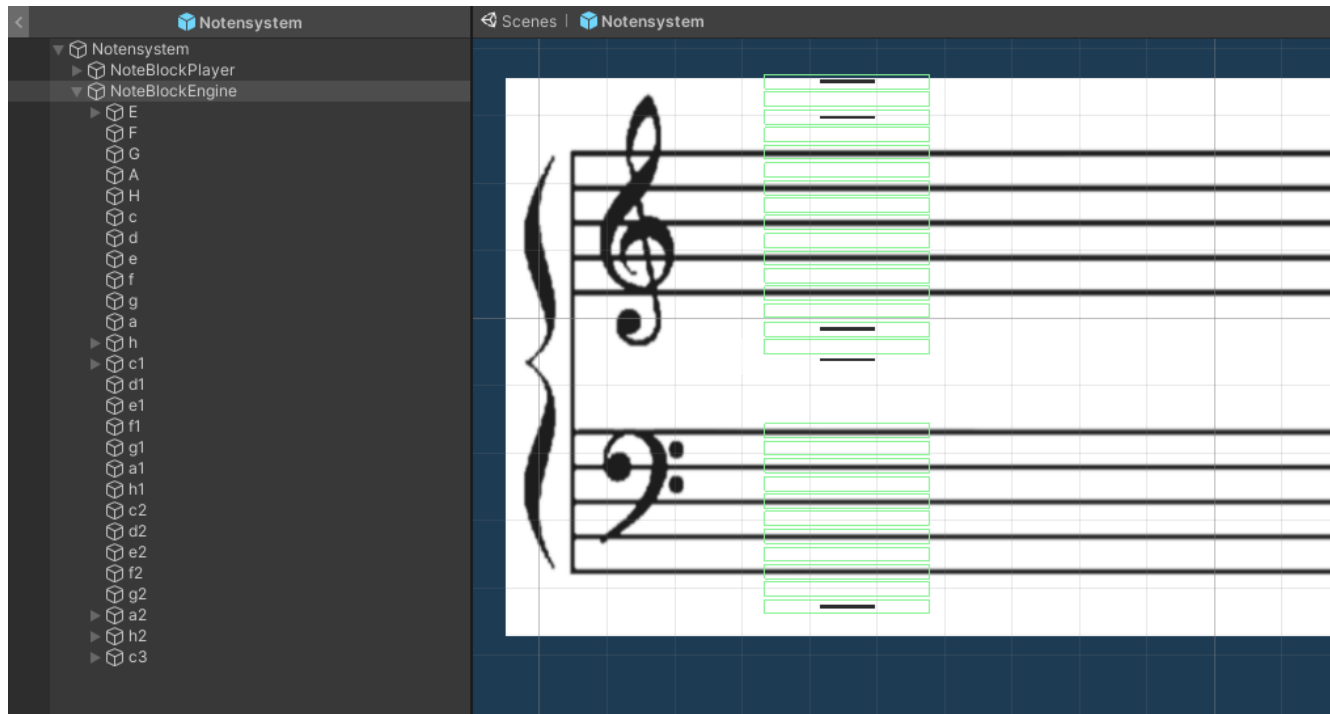 Notensystem
Scenes | Notensystem
Notensystem
NoteBlockPlayer
NoteBlockEngine
E
F
G
A
H
c
d
e
f
g
a
h
c1
d1
e1
f1
g1
a1
h1
c2
d2
e2
f2
g2
a2
h2
c3